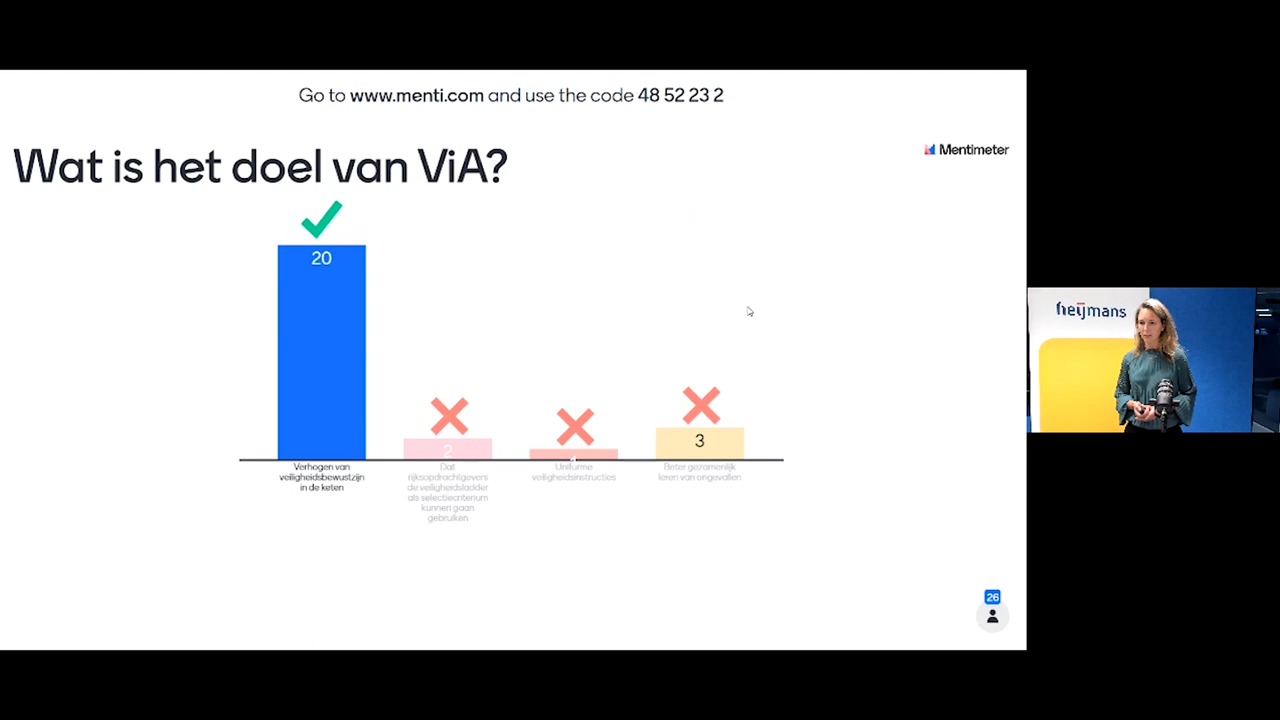 Go to www.menti.com and use the code 48 52 23 2
Wat is het doel van ViA?
Mentimeter
20
2
1
3
Verhogen van
veiligheidsbewustzijn
in de keten
Dat
rijksopdrachtgevers
de veiligheidsladder
als selectiecriterium
kunnen gaan
gebruiken
Uniforme
veiligheidsinstructies
Beter gezamenlijk
leren van ongevallen
heijmans
26